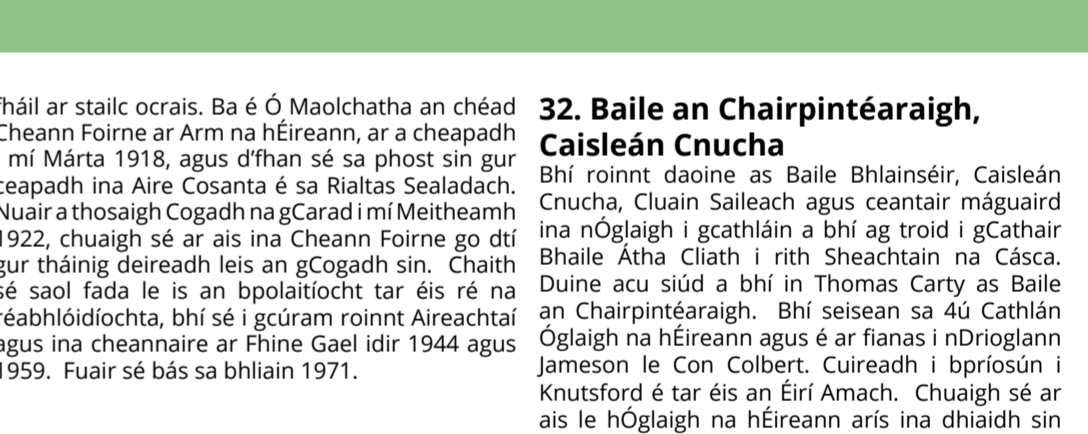 fháil ar stailc ocrais. Ba é Ó Maolchatha an chéad
Cheann Foirne ar Arm na hÉireann, ar a cheapadh
mí Márta 1918, agus d'fhan sé sa phost sin gur
ceapadh ina Aire Cosanta é sa Rialtas Sealadach.
Nuair a thosaigh Cogadh na gCarad i mí Meitheamh
1922, chuaigh sé ar ais ina Cheann Foirne go dtí
gur tháinig deireadh leis an gCogadh sin. Chaith
sé saol fada le is an bpolaitíocht tar éis ré na
réabhlóidíochta, bhí sé i gcúram roinnt Aireachtaí
agus ina cheannaire ar Fhine Gael idir 1944 agus
1959. Fuair sé bás sa bhliain 1971.
32. Baile an Chairpintéaraigh,
Caisleán Cnucha
Bhí roinnt daoine as Baile Bhlainséir, Caisleán
Cnucha, Cluain Saileach agus ceantair máguaird
ina nÓglaigh i gcathláin a bhí ag troid i gCathair
Bhaile Átha Cliath i rith Sheachtain na Cásca.
Duine acu siúd a bhí in Thomas Carty as Baile
an Chairpintéaraigh. Bhí seisean sa 4ú Cathlán
Óglaigh na hÉireann agus é ar fianas i nDrioglann
Jameson le Con Colbert. Cuireadh i bpríosún i
Knutsford é tar éis an Éirí Amach. Chuaigh sé ar
ais le hÓglaigh na hÉireann arís ina dhiaidh sin